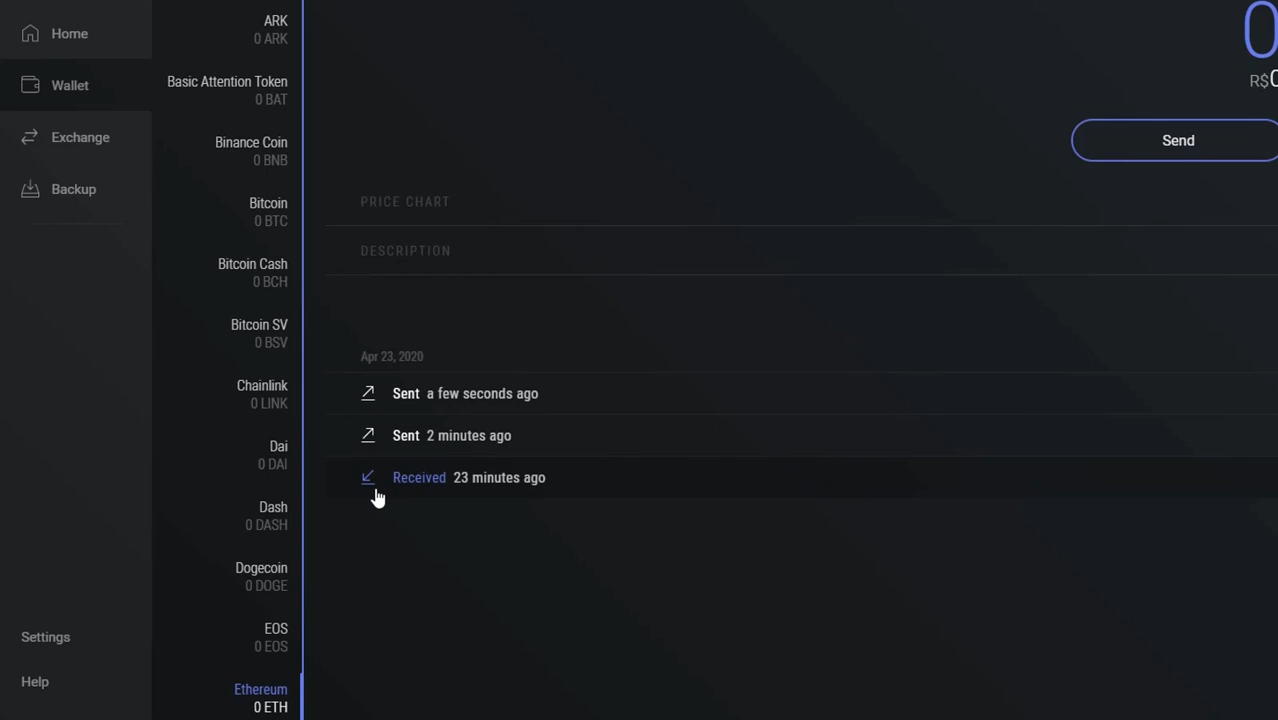 Home
Wallet
Exchange
Backup
Settings
Help
ARK
0 ARK
Basic Attention Token
0 BAT
Binance Coin
0 BNB
Bitcoin
0 BTC
Bitcoin Cash
0 BCH
Bitcoin SV
0 BSV
Chainlink
0 LINK
Dai
0 DAI
Dash
0 DASH
Dogecoin
0 DOGE
EOS
0 EOS
Ethereum
0 ETH
0
R$0
Send
PRICE CHART
DESCRIPTION
Apr 23, 2020
Sent a few seconds ago
Sent 2 minutes ago
Received 23 minutes ago